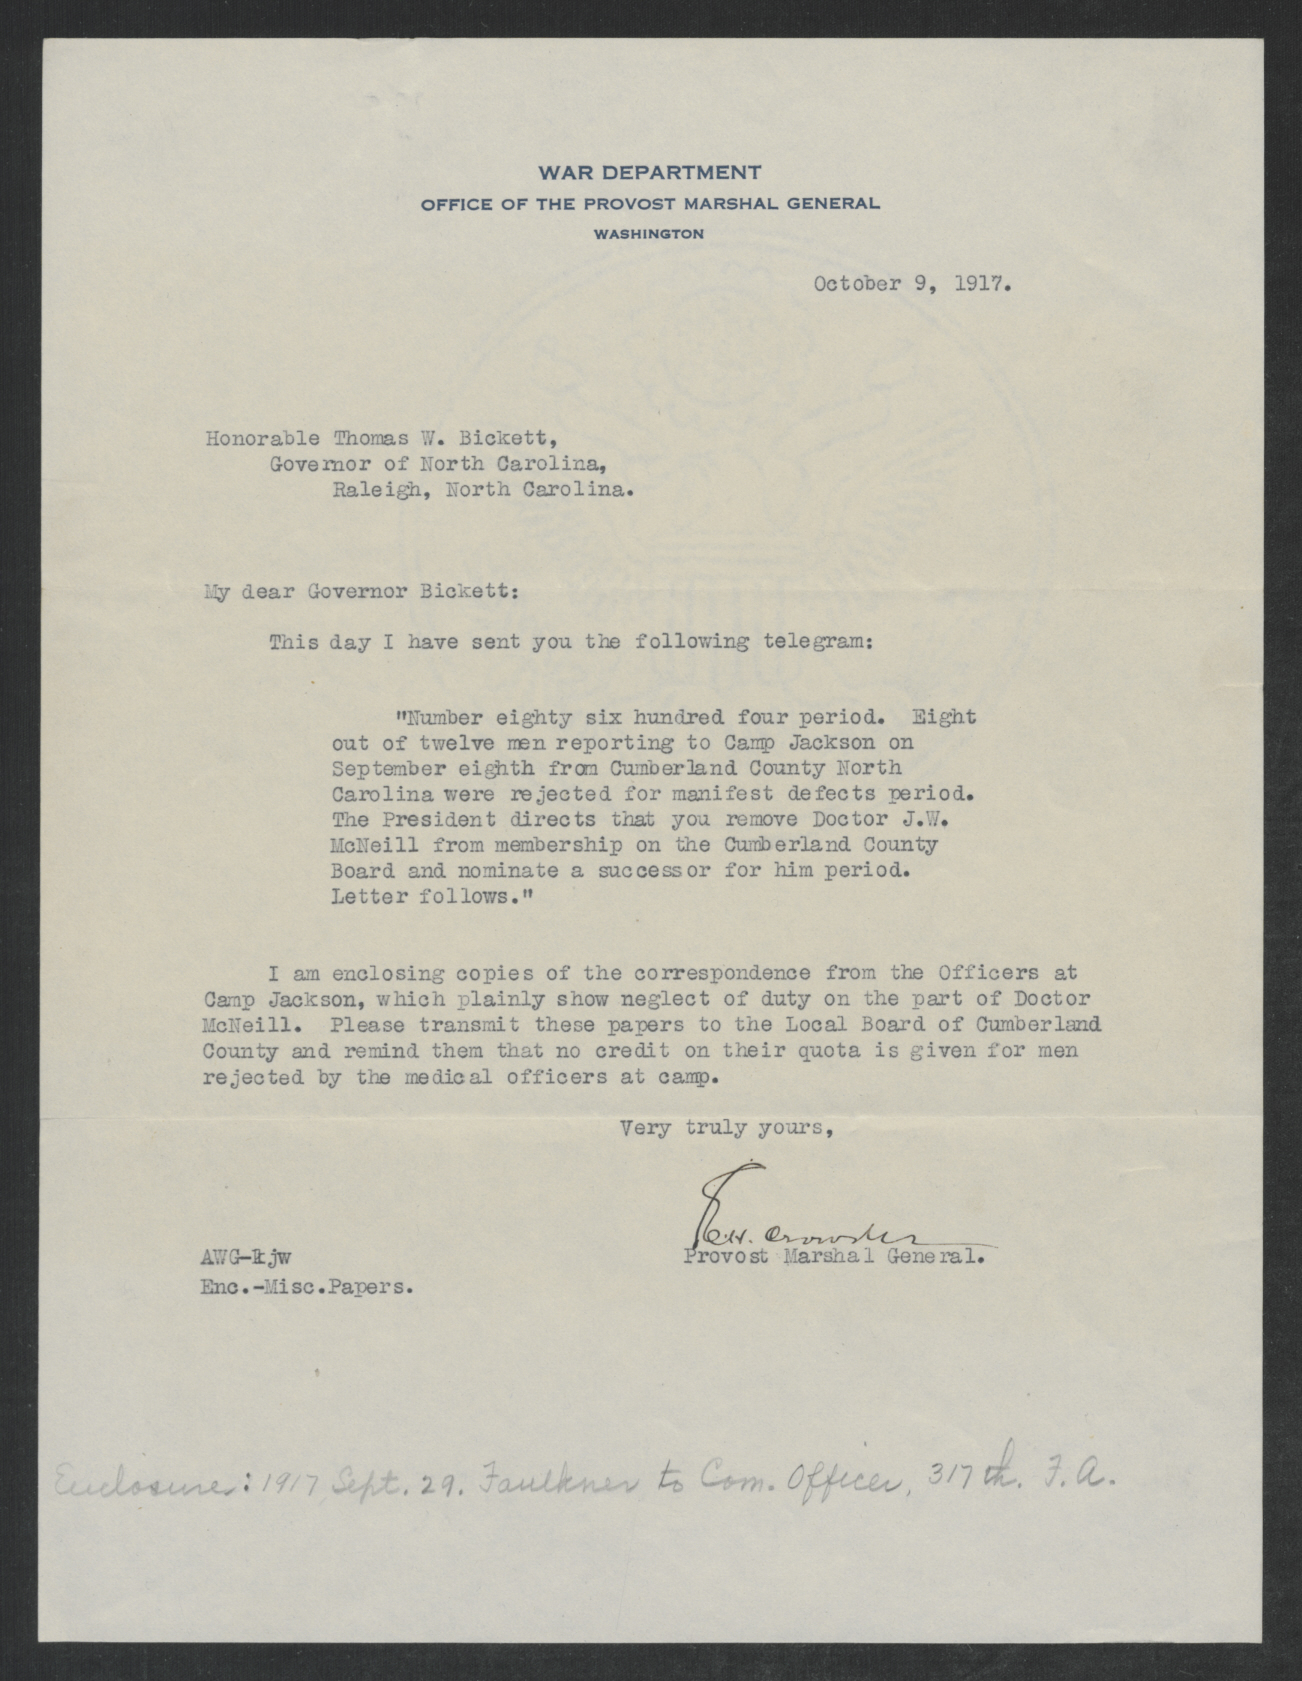 WAR DEPARTMENT
OFFICE OF THE PROVOST MARSHAL GENERAL
WASHINGTON
October 9, 1917.
Honorable Thomas W. Bickett,
Governor of North Carolina,
Raleigh, North Carolina.
My dear Governor Bickett:
This day I have sent you the following telegram:
"Number eighty six hundred four period. Eight
out of twelve men reporting to Camp Jackson on
September eighth from Cumberland County North
Carolina were rejected for manifest defects period.
The President directs that you remove Doctor J.W.
McNeill from membership on the Cumberland County
Board and nominate a successor for him period.
Letter follows."
I am enclosing copies of the correspondence from the Officers at
Camp Jackson, which plainly show neglect of duty on the part of Doctor
McNeill. Please transmit these papers to the Local Board of Cumberland
County and remind them that no credit on their quota is given for men
rejected by the medical officers at camp.
Very truly yours,
E.H. Crowder
Provost Marshal General.
AWG-kjw
Enc.-Misc.Papers.
Enclosure: 1917 Sept. 29. Faulkner to Com. Officer, 317th. F.A.